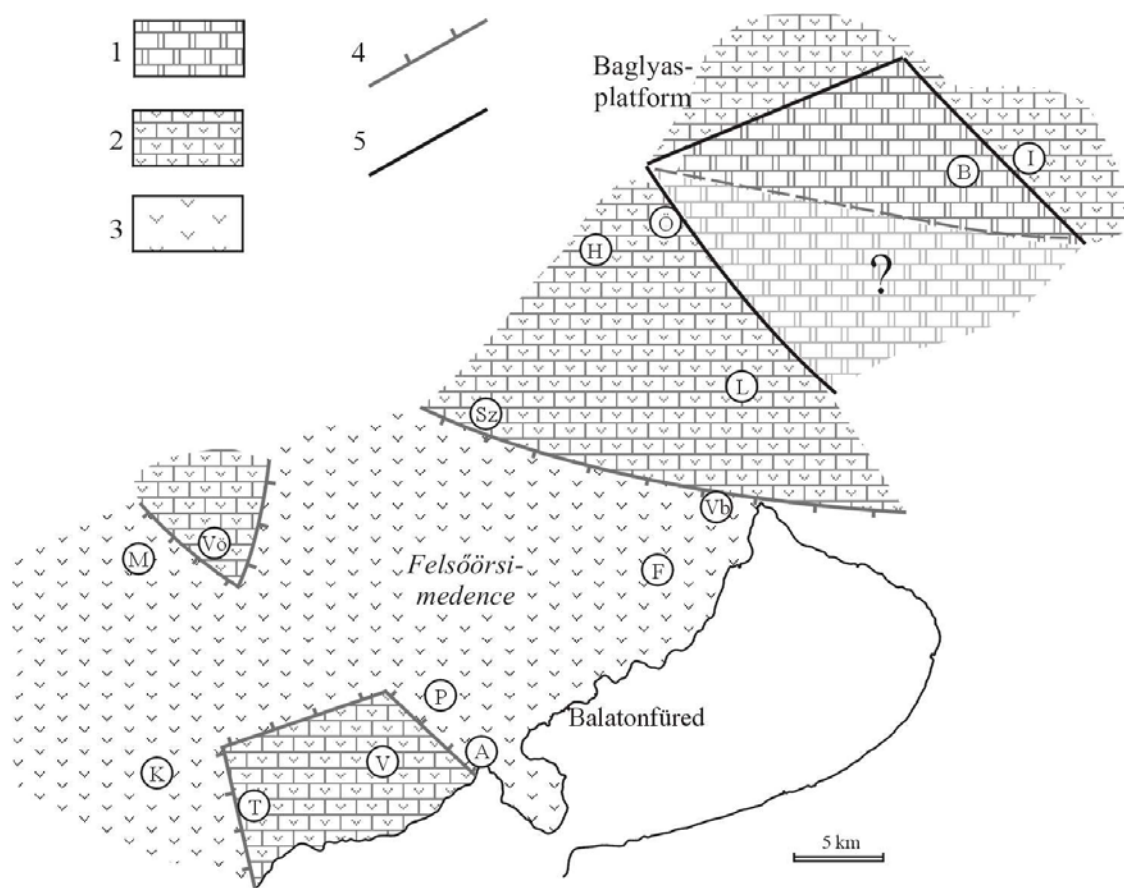 1
2
3
4
5
Baglyas-
platform
B
I
Ö
H
?
L
Sz
Vb
Vö
M
Felsőörsi-
medence
F
P
Balatonfüred
K
V
A
T
5 km